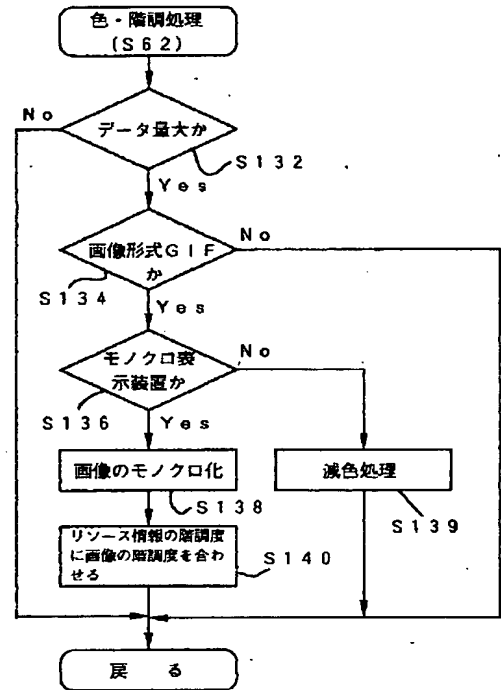 色・階調処理
(S62)
No
データ量大か
S132
Yes
No
画像形式GIF
か
S134
Yes
モノクロ表
示装置か
No
S136
Yes
画像のモノクロ化
減色処理
S138
S139
リソース情報の階調度
に画像の階調度を合わ
せる
S140
戻 る